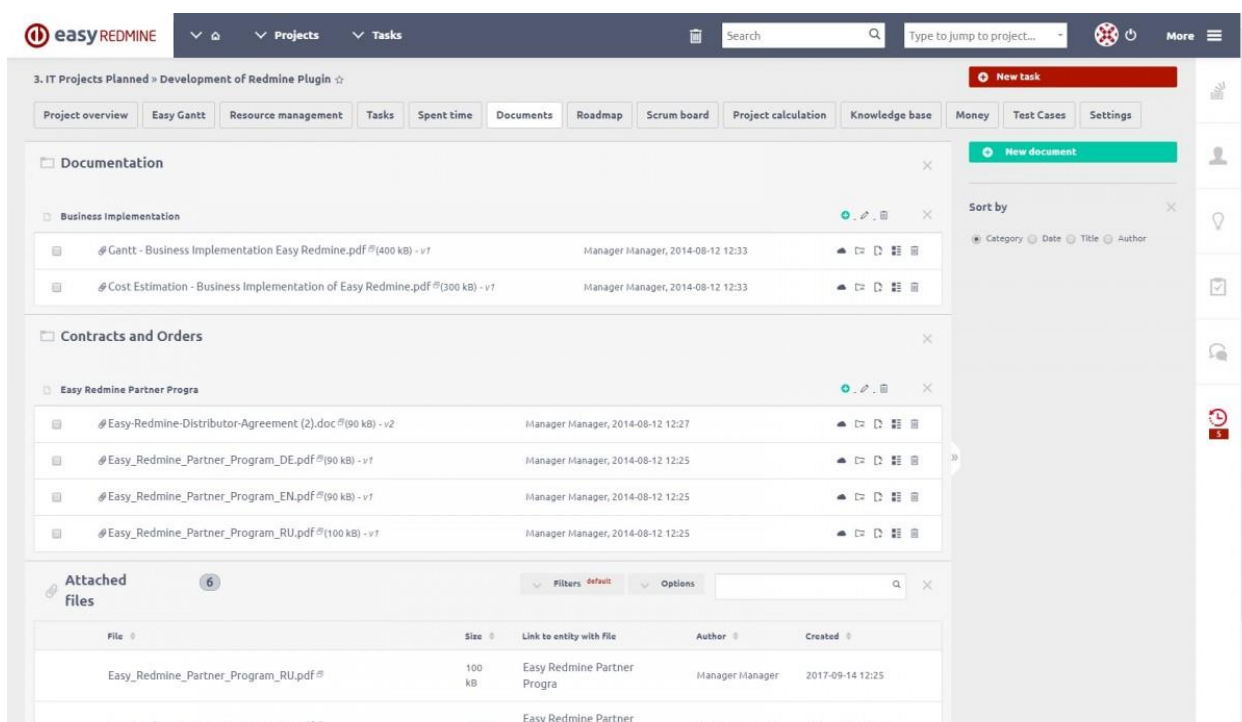 easy REDMINE
Projects
Tasks
Search
Type to jump to project...
More
3. IT Projects Planned » Development of Redmine Plugin
New task
Project overview Easy Gantt Resource management Tasks Spent time Documents Roadmap Scrum board Project calculation Knowledge base Money Test Cases Settings
Documentation
New document
Business Implementation
Sort by
Category Date Title Author
Gantt - Business Implementation Easy Redmine.pdf (400 kB) - v1 Manager Manager, 2014-08-12 12:33
Cost Estimation - Business Implementation of Easy Redmine.pdf (300 kB) - v1 Manager Manager, 2014-08-12 12:33
Contracts and Orders
Easy Redmine Partner Progra
Easy-Redmine-Distributor-Agreement (2).doc (90 kB) - v2 Manager Manager, 2014-08-12 12:27
5
Easy_Redmine_Partner_Program_DE.pdf (90 kB) - v1 Manager Manager, 2014-08-12 12:25
Easy_Redmine_Partner_Program_EN.pdf (90 kB) - v1 Manager Manager, 2014-08-12 12:25
Easy_Redmine_Partner_Program_RU.pdf (100 kB) - v1 Manager Manager, 2014-08-12 12:25
Attached
files
6
Filters default Options
File Size Link to entity with file Author Created
Easy_Redmine_Partner_Program_RU.pdf 100 kB Easy Redmine Partner Progra Manager Manager 2017-09-14 12:25
Easy Redmine Partner